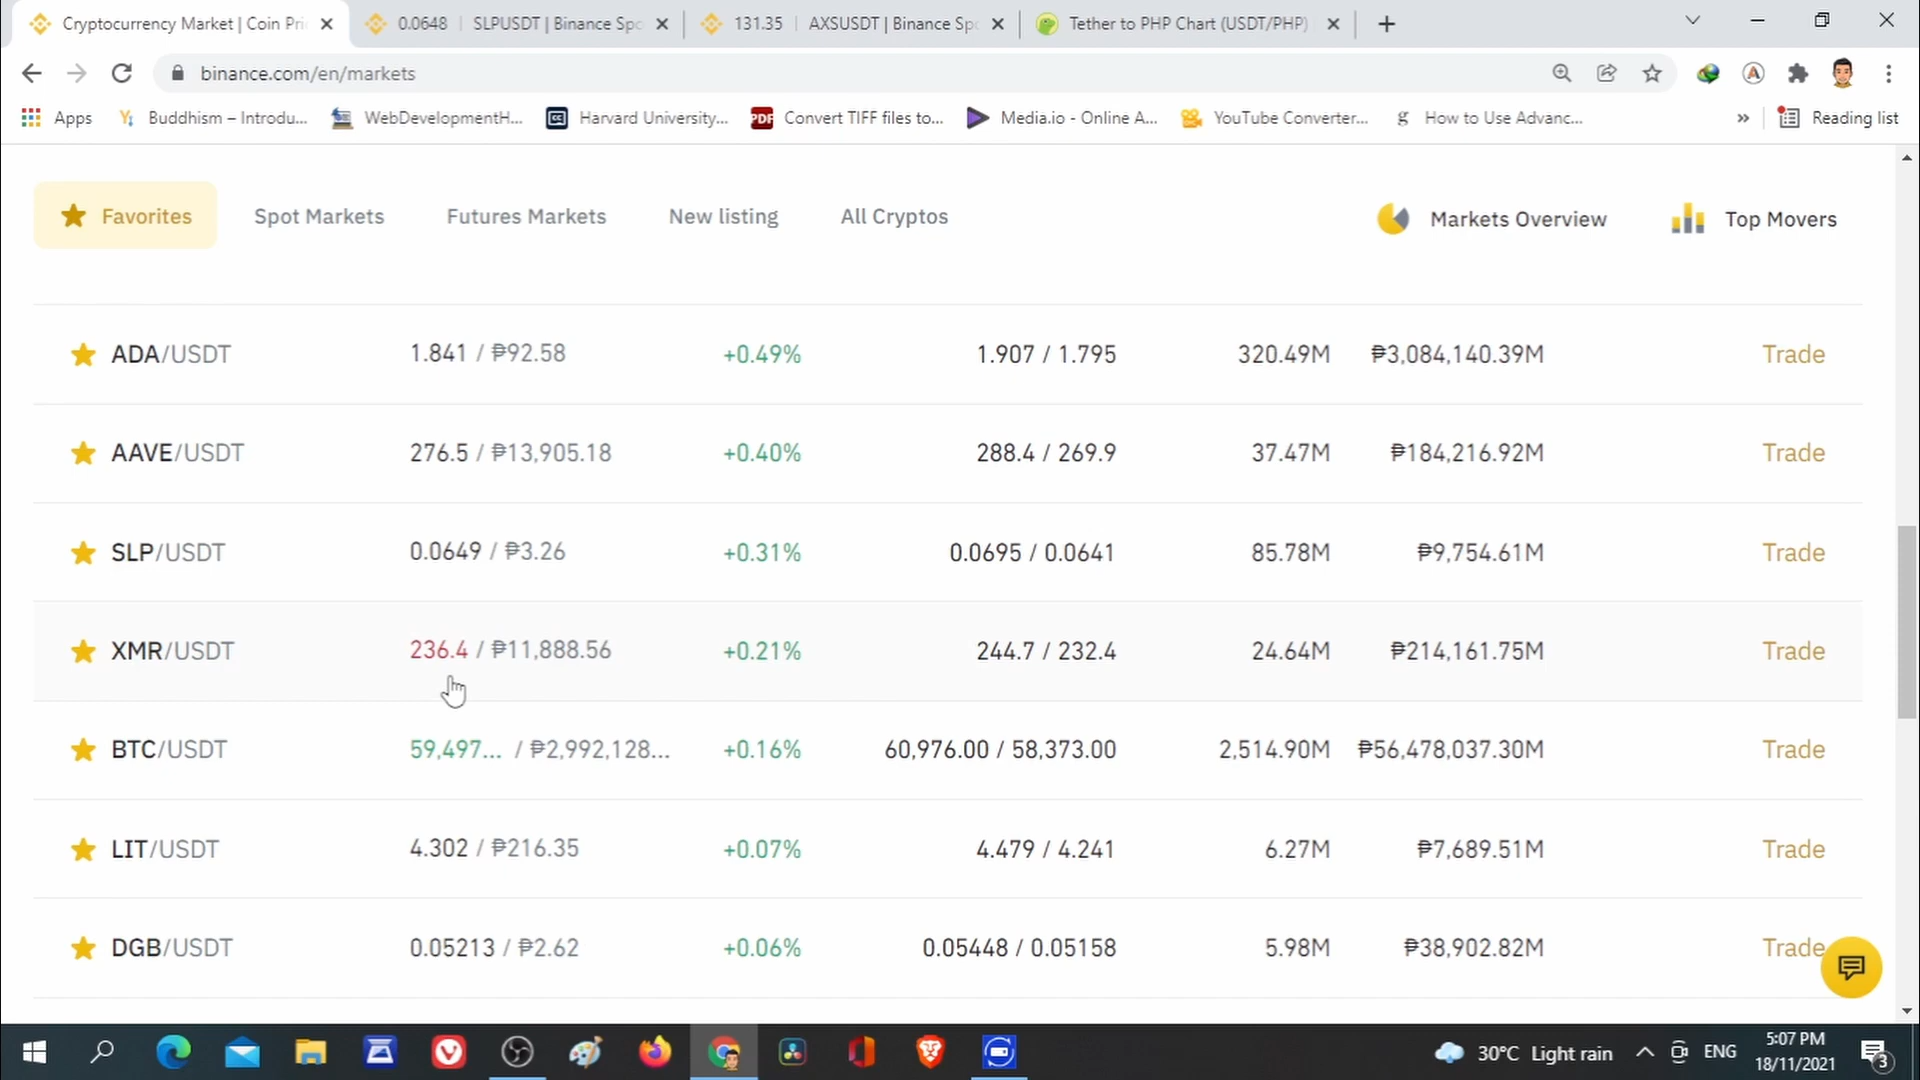 Cryptocurrency Market | Coin Pri
0.0648 | SLPUSDT | Binance Spo
131.35 | AXSUSDT | Binance Spo
Tether to PHP Chart (USDT/PHP)
binance.com/en/markets
Apps
Buddhism – Introdu...
WebDevelopmentH...
Harvard University...
Convert TIFF files to...
Media.io - Online A...
YouTube Converter...
How to Use Advanc...
Reading list
Favorites
Spot Markets
Futures Markets
New listing
All Cryptos
Markets Overview
Top Movers
ADA/USDT 1.841 / ₱92.58 +0.49% 1.907 / 1.795 320.49M ₱3,084,140.39M Trade
AAVE/USDT 276.5 / ₱13,905.18 +0.40% 288.4 / 269.9 37.47M ₱184,216.92M Trade
SLP/USDT 0.0649 / ₱3.26 +0.31% 0.0695 / 0.0641 85.78M ₱9,754.61M Trade
XMR/USDT 236.4 / ₱11,888.56 +0.21% 244.7 / 232.4 24.64M ₱214,161.75M Trade
BTC/USDT 59,497... / ₱2,992,128... +0.16% 60,976.00 / 58,373.00 2,514.90M ₱56,478,037.30M Trade
LIT/USDT 4.302 / ₱216.35 +0.07% 4.479 / 4.241 6.27M ₱7,689.51M Trade
DGB/USDT 0.05213 / ₱2.62 +0.06% 0.05448 / 0.05158 5.98M ₱38,902.82M Trade
30°C Light rain
ENG
5:07 PM
18/11/2021
3